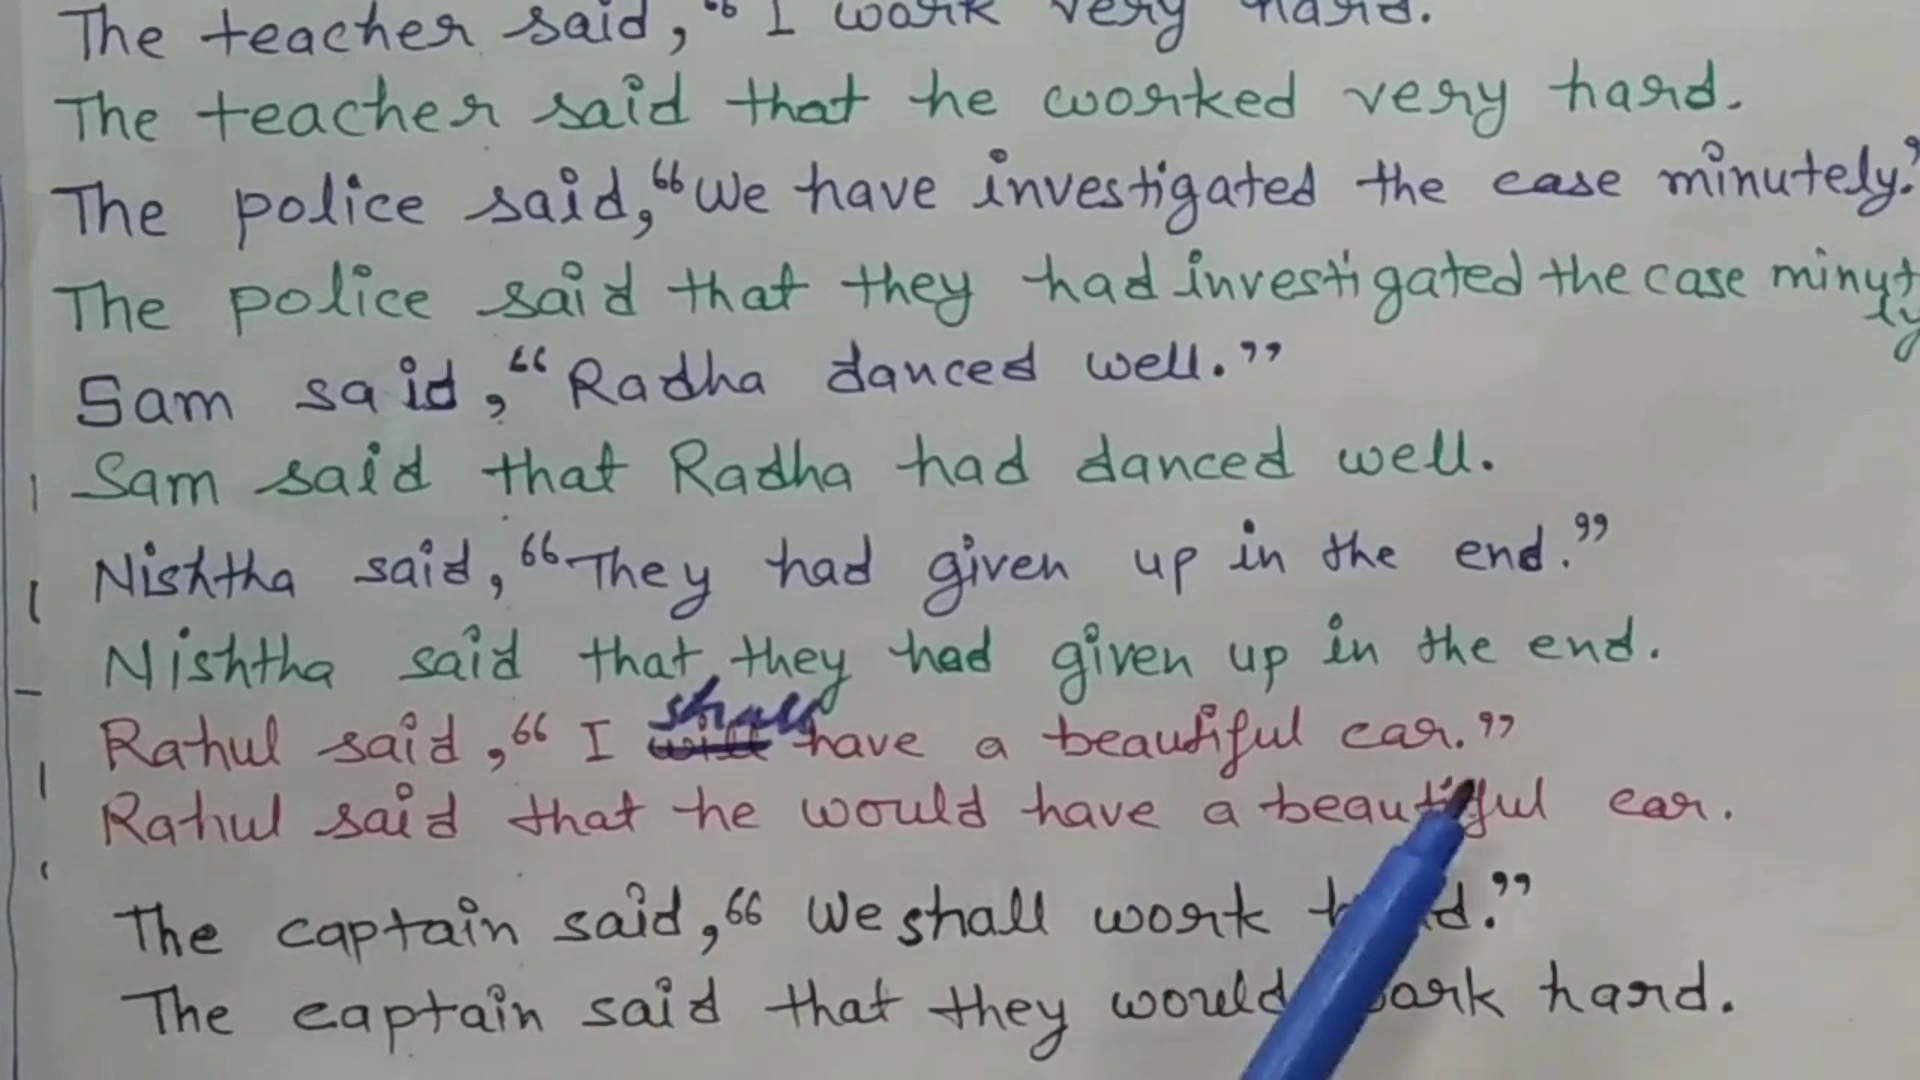 The teacher said, “I work very hard.
The teacher said that he worked very hard.
The police said, “We have investigated the case minutely.”
The police said that they had investigated the case minutly
Sam said, “Radha danced well.”
Sam said that Radha had danced well.
Nishtha said, “They had given up in the end.”
Nishtha said that they had given up in the end.
Rahul said, “I shall have a beautiful car.”
Rahul said that he would have a beautiful car.
The captain said, “We shall work hard.”
The captain said that they would work hard.